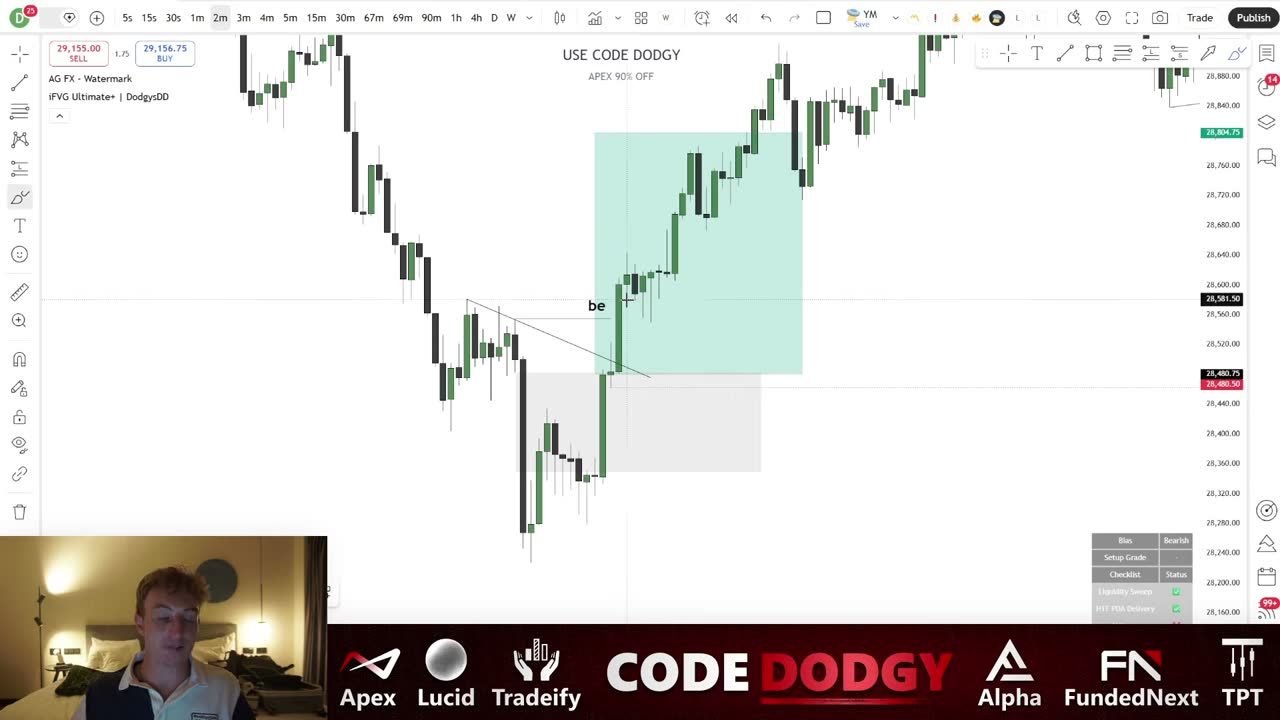 D 25 5s 15s 30s 1m 2m 3m 4m 5m 15m 30m 67m 69m 90m 1h 4h D W YM Save W L L Trade Publish
29,155.00 SELL 1.75 29,156.75 BUY
AG FX - Watermark
iFVG Ultimate+ | DodgysDD
USE CODE DODGY
APEX 90% OFF
be
28,880.00
28,840.00
28,804.75
28,760.00
28,720.00
28,680.00
28,640.00
28,600.00
28,581.50
28,560.00
28,520.00
28,480.75
28,480.50
28,440.00
28,400.00
28,360.00
28,320.00
28,280.00
28,240.00
28,200.00
28,160.00
14
99+
Bias Bearish
Setup Grade -
Checklist Status
Liquidity Sweep
HTF PDA Delivery
Apex Lucid Tradeify CODE DODGY Alpha FundedNext TPT